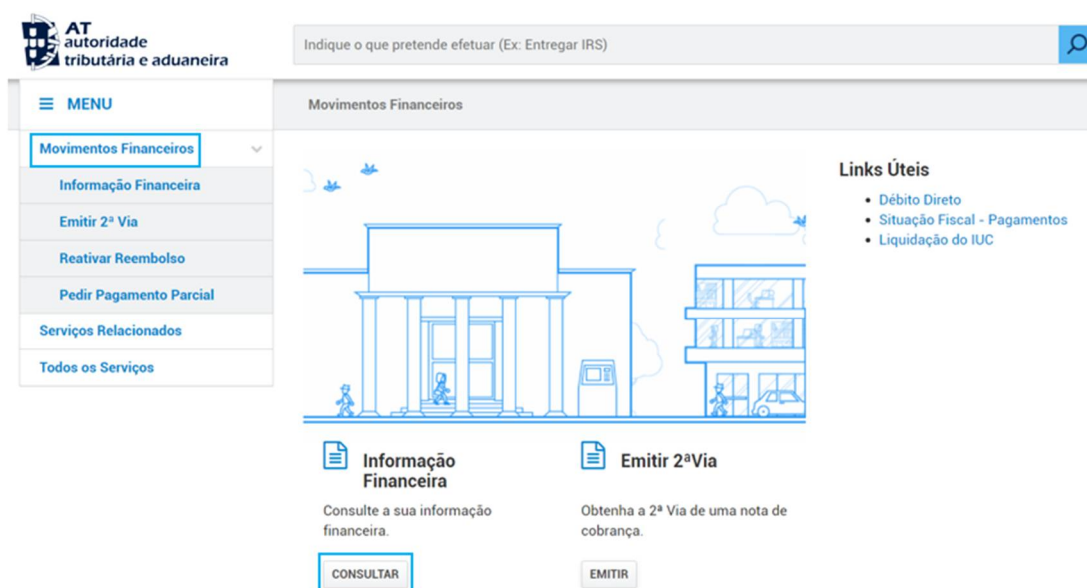 AT
autoridade
tributária e aduaneira
Indique o que pretende efetuar (Ex: Entregar IRS)
MENU
Movimentos Financeiros
Movimentos Financeiros
Informação Financeira
Emitir 2ª Via
Reativar Reembolso
Pedir Pagamento Parcial
Serviços Relacionados
Todos os Serviços
Links Úteis
Débito Direto
Situação Fiscal - Pagamentos
Liquidação do IUC
Informação
Financeira
Consulte a sua informação
financeira.
CONSULTAR
Emitir 2ªVia
Obtenha a 2ª Via de uma nota de
cobrança.
EMITIR